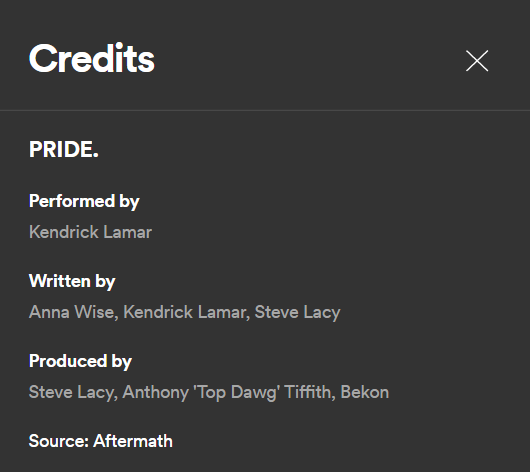 Credits
PRIDE.
Performed by
Kendrick Lamar
Written by
Anna Wise, Kendrick Lamar, Steve Lacy
Produced by
Steve Lacy, Anthony 'Top Dawg' Tiffith, Bekon
Source: Aftermath